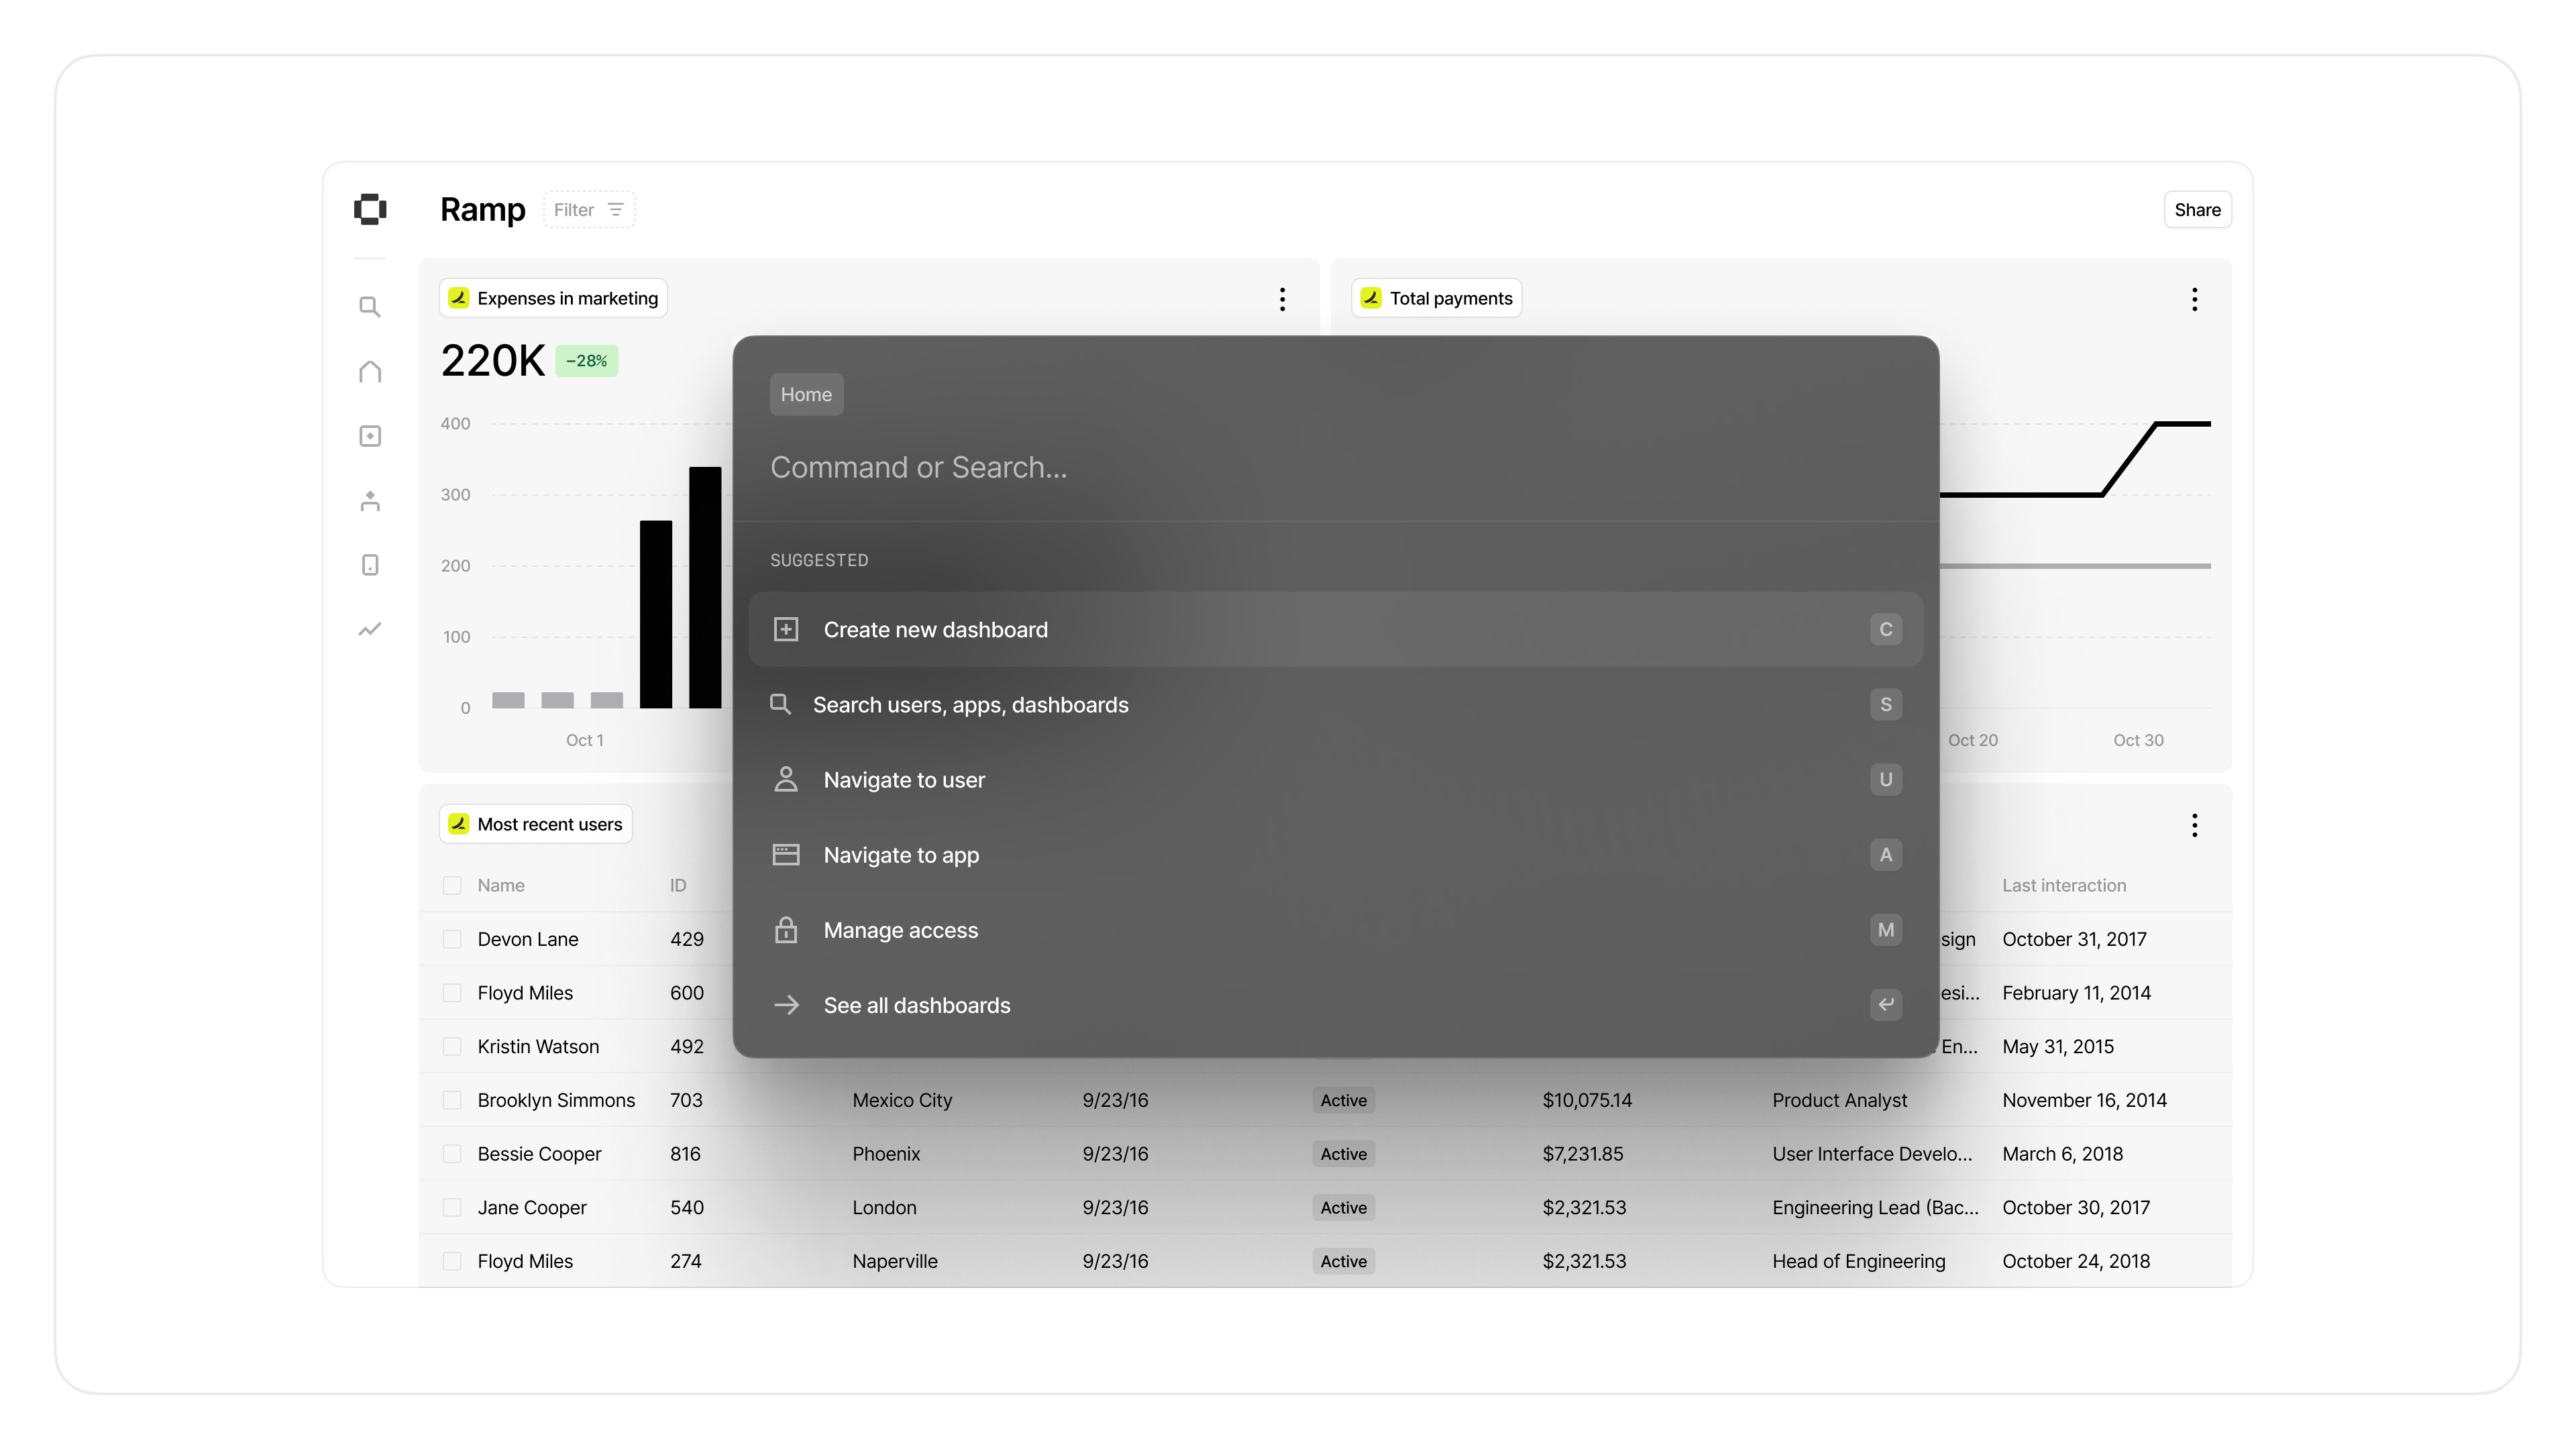 Ramp Filter Share
Expenses in marketing
220K −28%
400
300
200
100
0
Oct 1
Total payments
Oct 20 Oct 30
Home
Command or Search...
SUGGESTED
Create new dashboard C
Search users, apps, dashboards S
Navigate to user U
Navigate to app A
Manage access M
See all dashboards
Most recent users
Name ID Last interaction
Devon Lane 429 sign October 31, 2017
Floyd Miles 600 esi... February 11, 2014
Kristin Watson 492 En... May 31, 2015
Brooklyn Simmons 703 Mexico City 9/23/16 Active $10,075.14 Product Analyst November 16, 2014
Bessie Cooper 816 Phoenix 9/23/16 Active $7,231.85 User Interface Develo... March 6, 2018
Jane Cooper 540 London 9/23/16 Active $2,321.53 Engineering Lead (Bac... October 30, 2017
Floyd Miles 274 Naperville 9/23/16 Active $2,321.53 Head of Engineering October 24, 2018